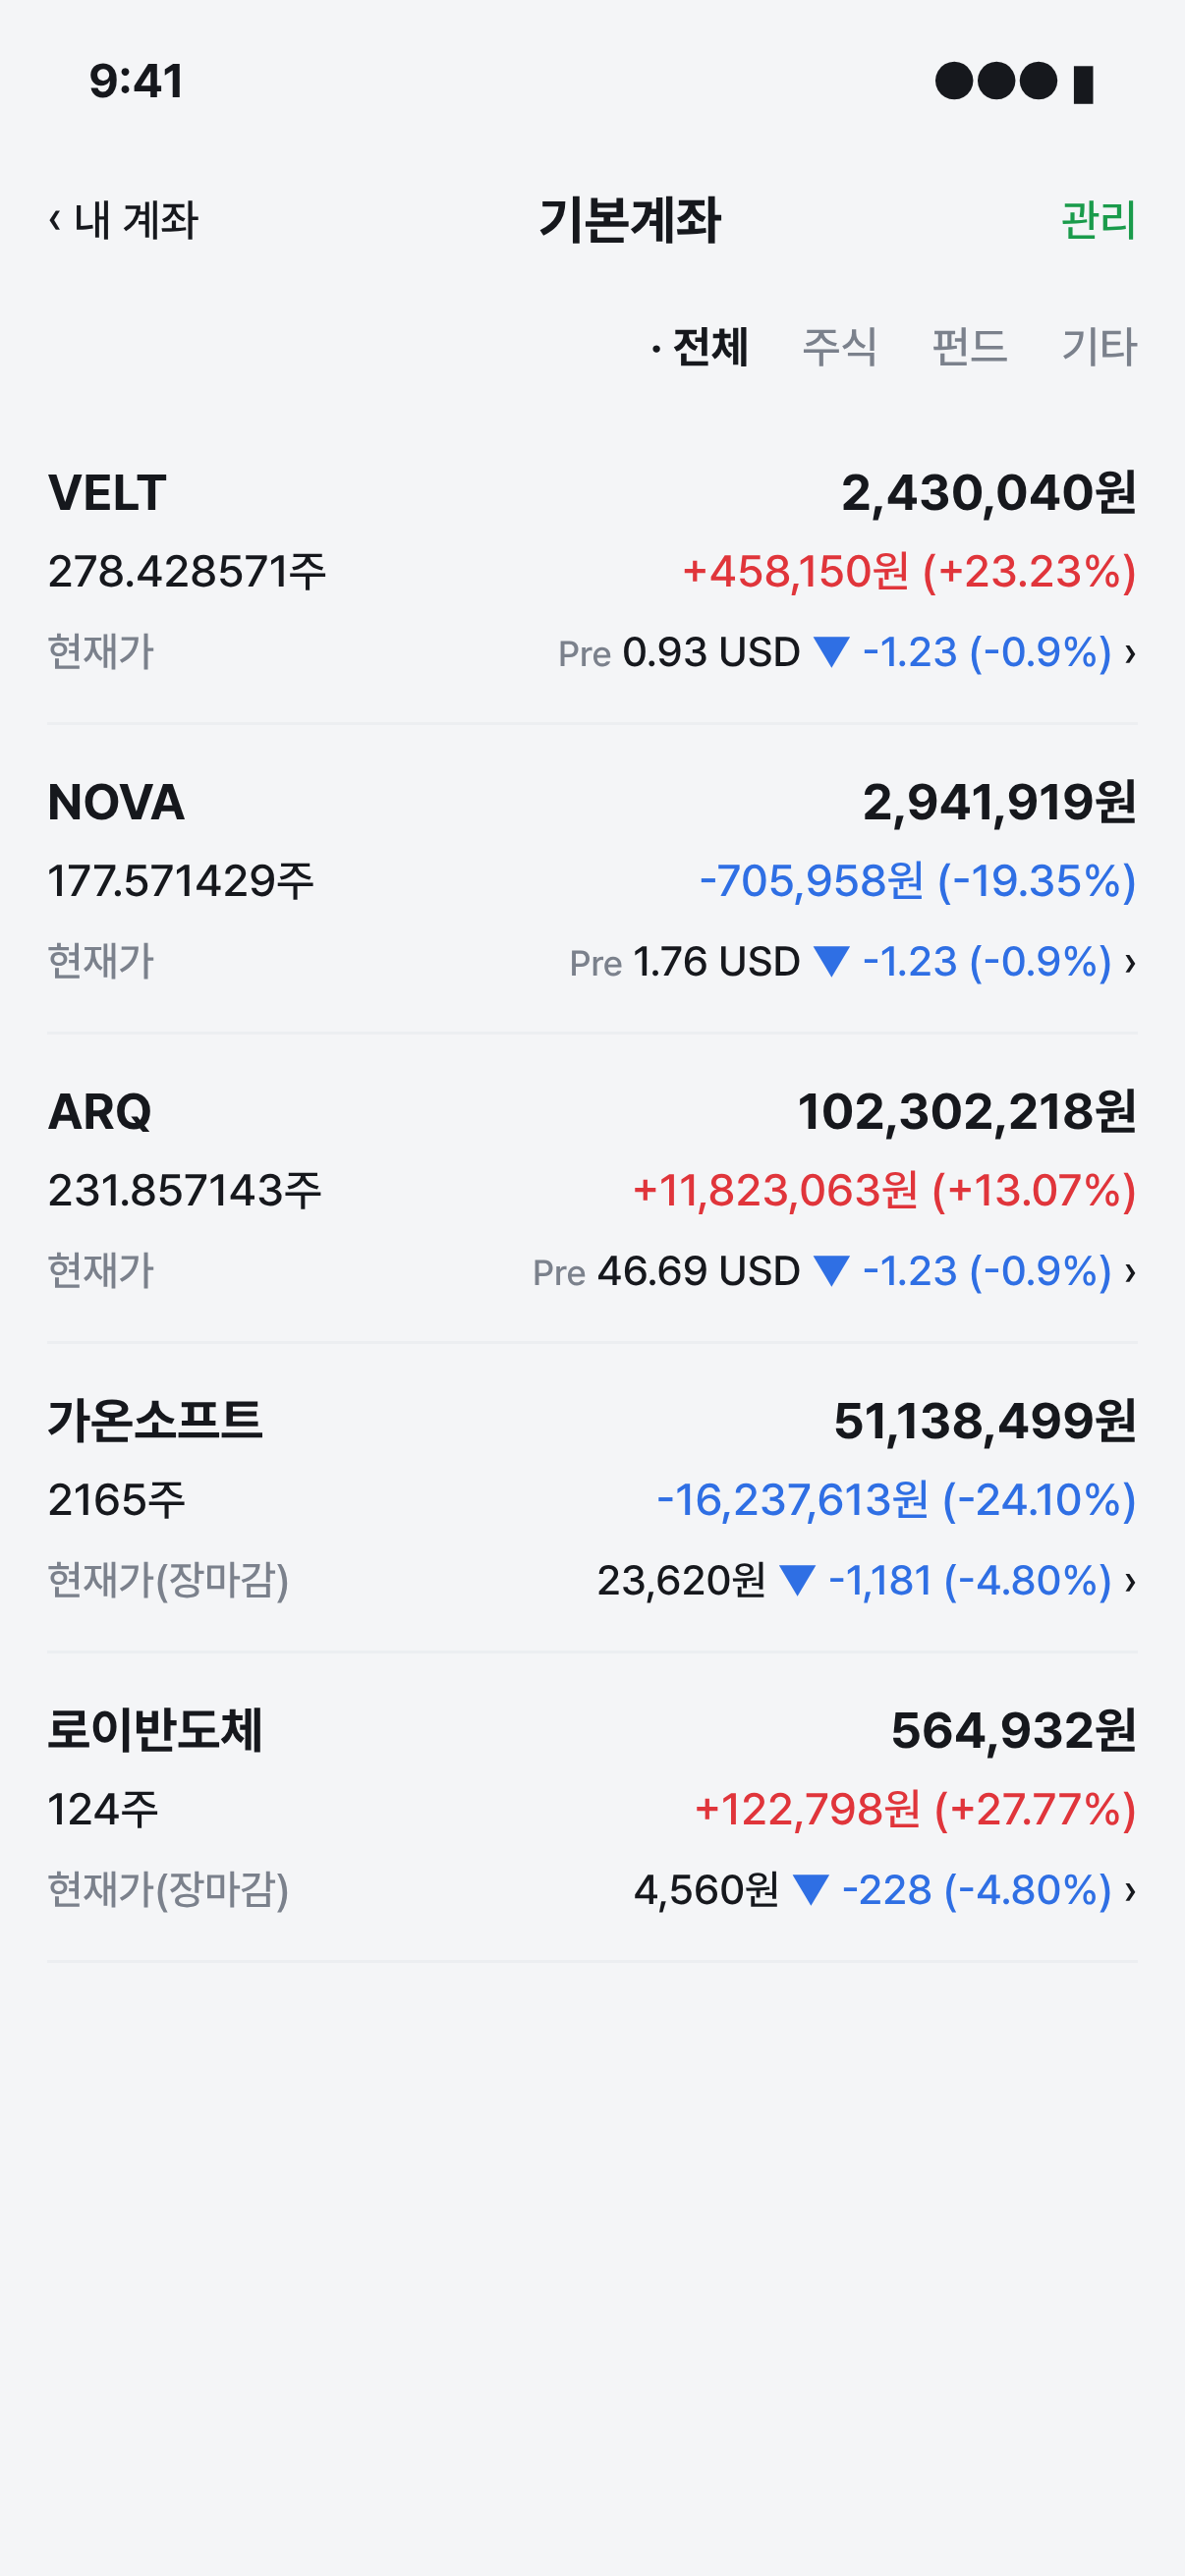 9:41
‹ 내 계좌 기본계좌 관리
· 전체 주식 펀드 기타
VELT 2,430,040원
278.428571주 +458,150원 (+23.23%)
현재가 Pre 0.93 USD ▼ -1.23 (-0.9%) ›
NOVA 2,941,919원
177.571429주 -705,958원 (-19.35%)
현재가 Pre 1.76 USD ▼ -1.23 (-0.9%) ›
ARQ 102,302,218원
231.857143주 +11,823,063원 (+13.07%)
현재가 Pre 46.69 USD ▼ -1.23 (-0.9%) ›
가온소프트 51,138,499원
2165주 -16,237,613원 (-24.10%)
현재가(장마감) 23,620원 ▼ -1,181 (-4.80%) ›
로이반도체 564,932원
124주 +122,798원 (+27.77%)
현재가(장마감) 4,560원 ▼ -228 (-4.80%) ›